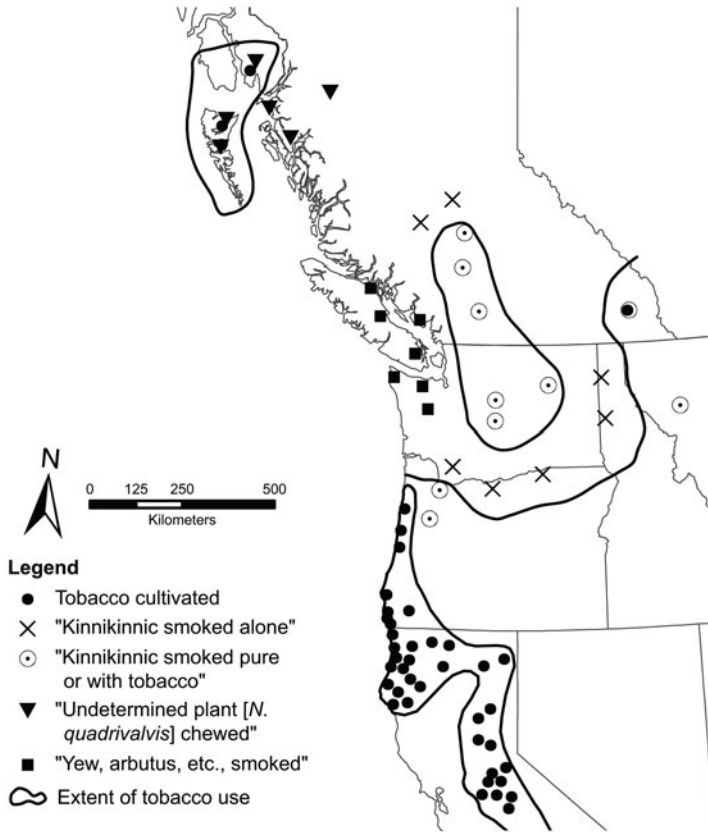 N
0 125 250 500
Kilometers
Legend
Tobacco cultivated
"Kinnikinnic smoked alone"
"Kinnikinnic smoked pure
or with tobacco"
"Undetermined plant [N.
quadrivalvis] chewed"
"Yew, arbutus, etc., smoked"
Extent of tobacco use